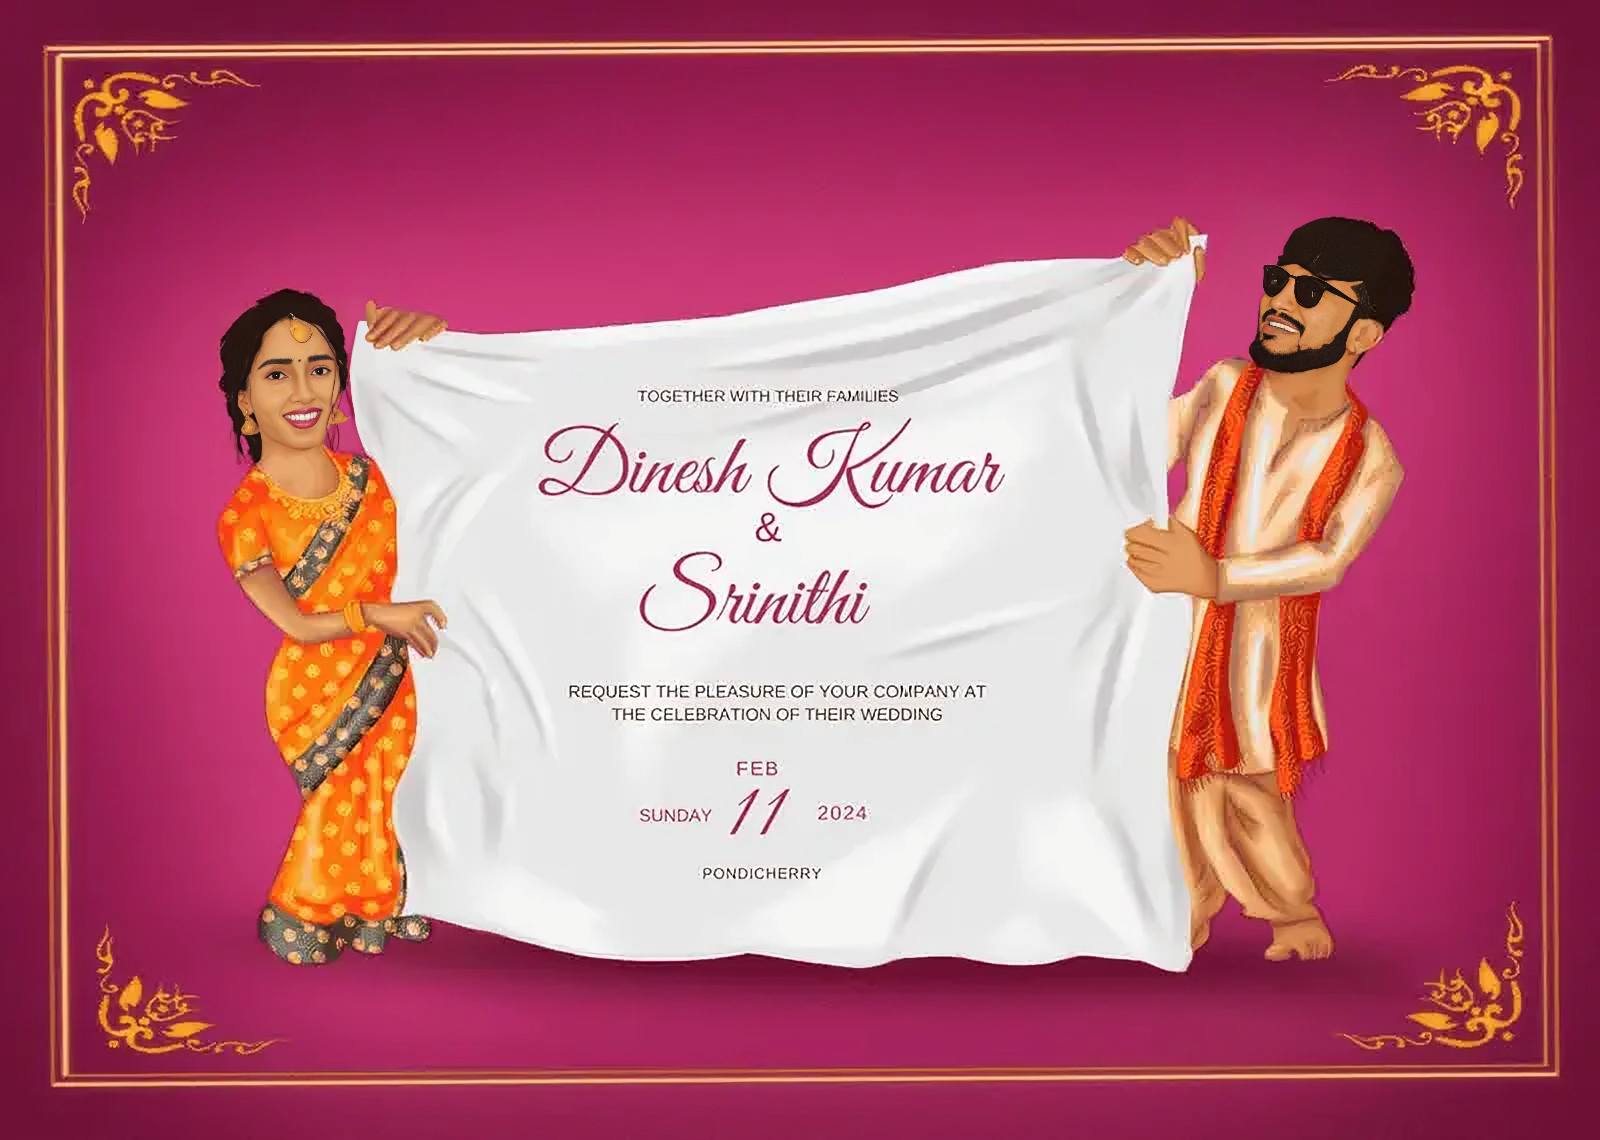 TOGETHER WITH THEIR FAMILIES
Dinesh Kumar
&
Srinithi
REQUEST THE PLEASURE OF YOUR COMPANY AT
THE CELEBRATION OF THEIR WEDDING
FEB
SUNDAY 11 2024
PONDICHERRY